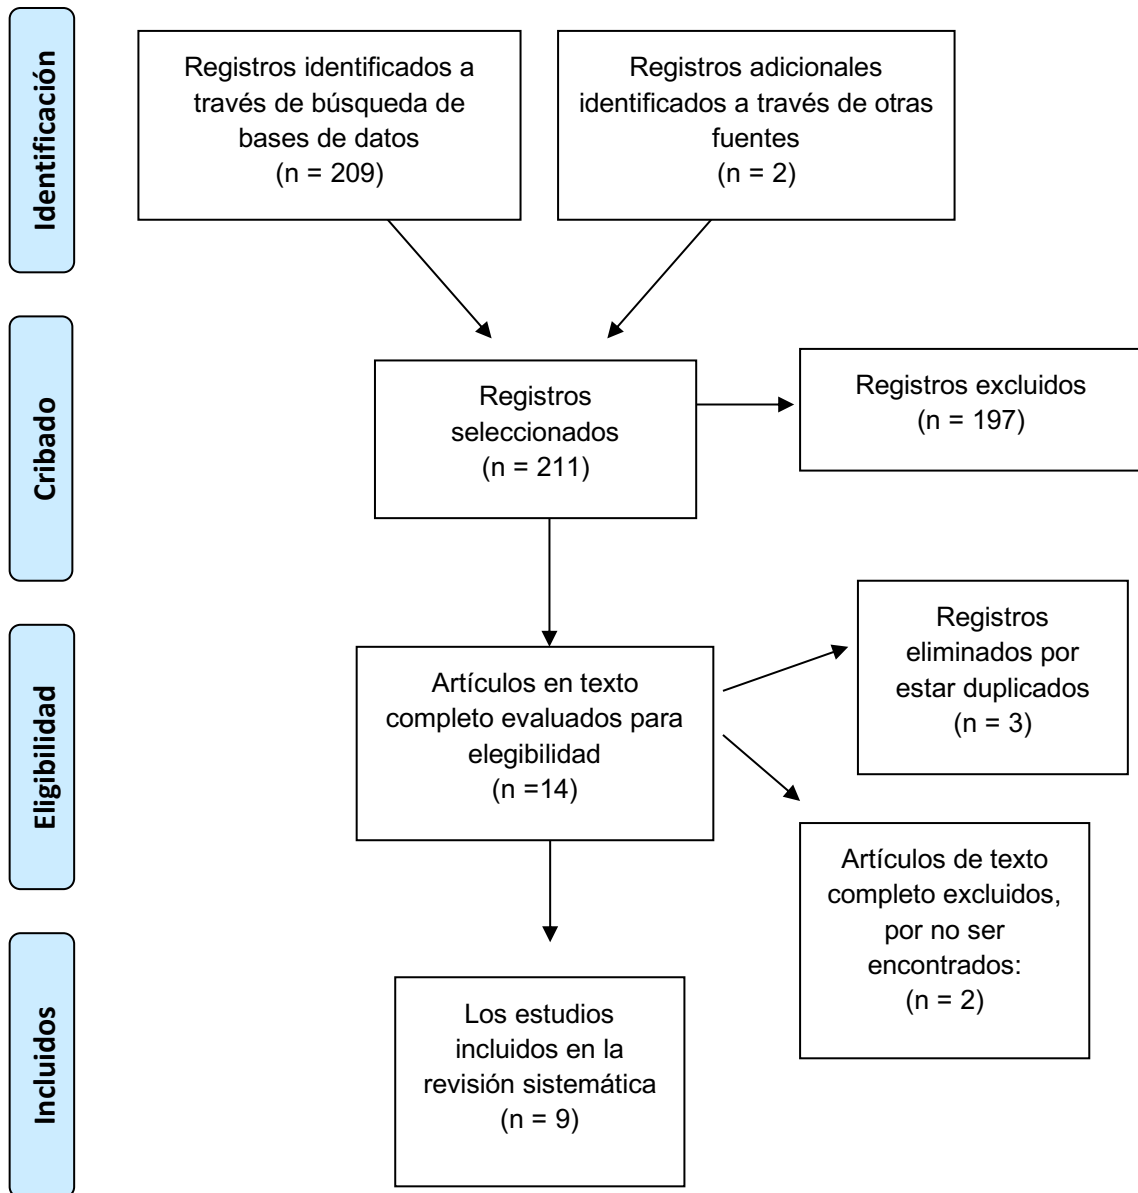 Identificación
Registros identificados a
través de búsqueda de
bases de datos
(n = 209)
Registros adicionales
identificados a través de otras
fuentes
(n = 2)
Cribado
Registros
seleccionados
(n = 211)
Registros excluidos
(n = 197)
Eligibilidad
Artículos en texto
completo evaluados para
elegibilidad
(n =14)
Registros
eliminados por
estar duplicados
(n = 3)
Artículos de texto
completo excluidos,
por no ser
encontrados:
(n = 2)
Incluidos
Los estudios
incluidos en la
revisión sistemática
(n = 9)